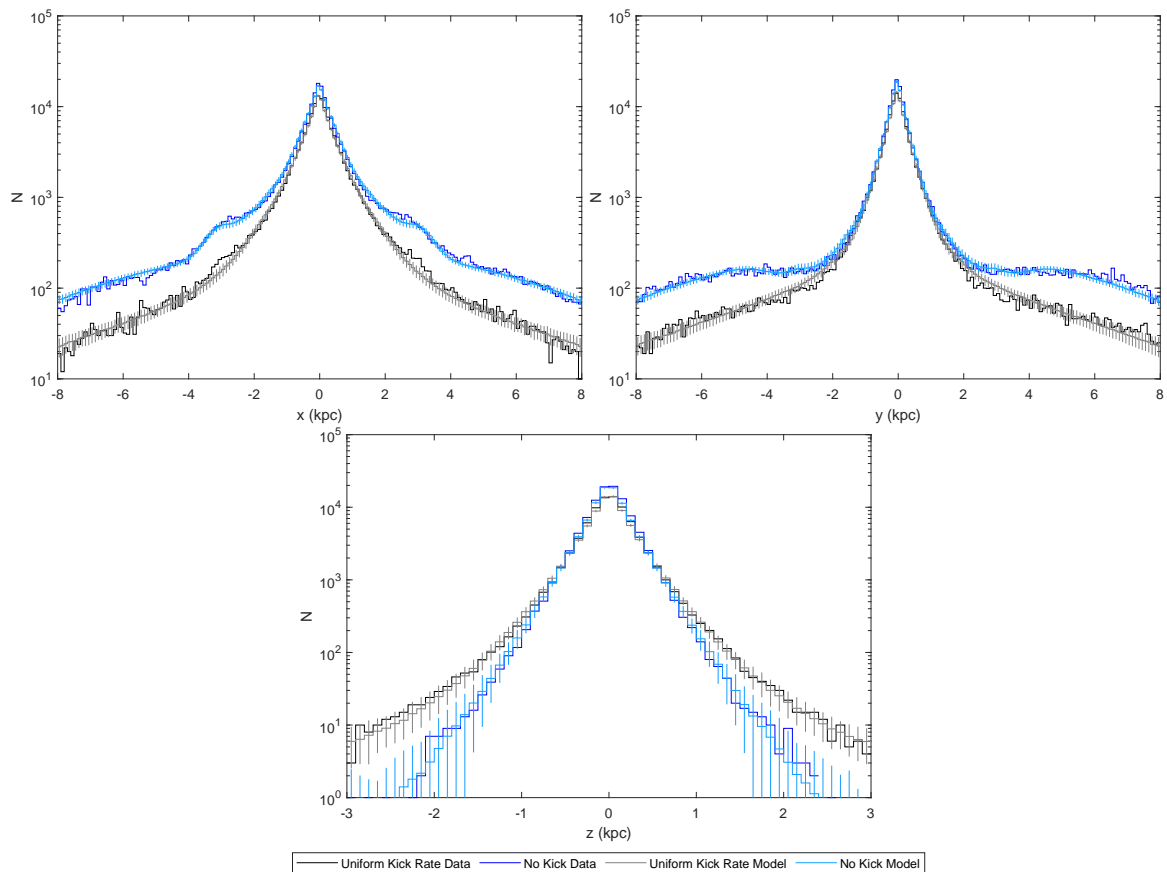 10^5
10^4
10^3
10^2
10^1
N
-8 -6 -4 -2 0 2 4 6 8
x (kpc)
10^5
10^4
10^3
10^2
10^1
N
-8 -6 -4 -2 0 2 4 6 8
y (kpc)
10^5
10^4
10^3
10^2
10^1
10^0
N
-3 -2 -1 0 1 2 3
z (kpc)
Uniform Kick Rate Data No Kick Data Uniform Kick Rate Model No Kick Model